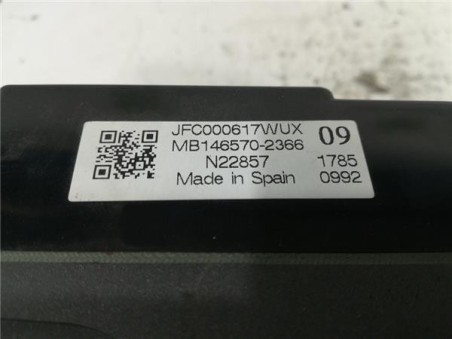 JFC000617WUX 09
MB146570-2366
N22857 1785
Made in Spain 0992